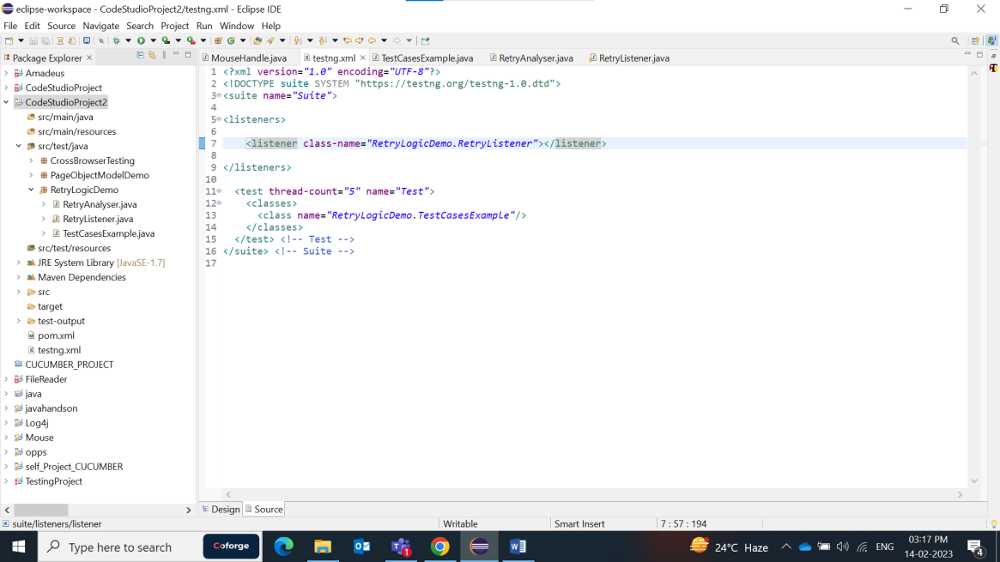 eclipse-workspace - CodeStudioProject2/testng.xml - Eclipse IDE
File Edit Source Navigate Search Project Run Window Help
Package Explorer
Amadeus
CodeStudioProject
CodeStudioProject2
src/main/java
src/main/resources
src/test/java
CrossBrowserTesting
PageObjectModelDemo
RetryLogicDemo
RetryAnalyser.java
RetryListener.java
TestCasesExample.java
src/test/resources
JRE System Library [JavaSE-1.7]
Maven Dependencies
src
target
test-output
pom.xml
testng.xml
CUCUMBER_PROJECT
FileReader
java
javahandson
Log4j
Mouse
opps
self_Project_CUCUMBER
TestingProject
MouseHandle.java testng.xml TestCasesExample.java RetryAnalyser.java RetryListener.java
1 <?xml version="1.0" encoding="UTF-8"?>
2 <!DOCTYPE suite SYSTEM "https://testng.org/testng-1.0.dtd">
3 <suite name="Suite">
4
5 <listeners>
6
7 <listener class-name="RetryLogicDemo.RetryListener"></listener>
8
9 </listeners>
10
11 <test thread-count="5" name="Test">
12 <classes>
13 <class name="RetryLogicDemo.TestCasesExample"/>
14 </classes>
15 </test> <!-- Test -->
16 </suite> <!-- Suite -->
17
Design Source
suite/listeners/listener Writable Smart Insert 7 : 57 : 194
Type here to search Coforge 1 24°C Haze ENG 03:17 PM
14-02-2023 4